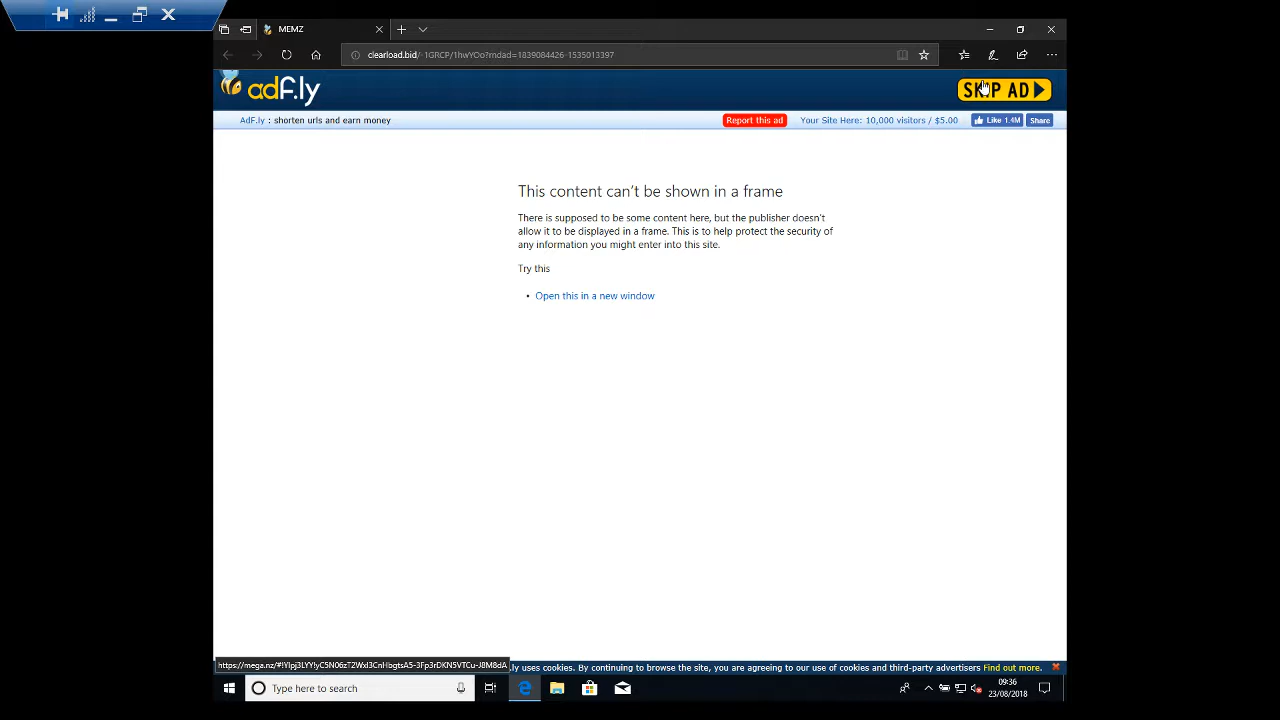 MEMZ
clearload.bid/-1GRCP/1hwYOo?rndad=1839084426-1535013397
adf.ly
SKIP AD
AdF.ly : shorten urls and earn money
Report this ad
Your Site Here: 10,000 visitors / $5.00
Like 1.4M
Share
This content can't be shown in a frame
There is supposed to be some content here, but the publisher doesn't
allow it to be displayed in a frame. This is to help protect the security of
any information you might enter into this site.
Try this
• Open this in a new window
.ly uses cookies. By continuing to browse the site, you are agreeing to our use of cookies and third-party advertisers Find out more.
Type here to search
09:36
23/08/2018